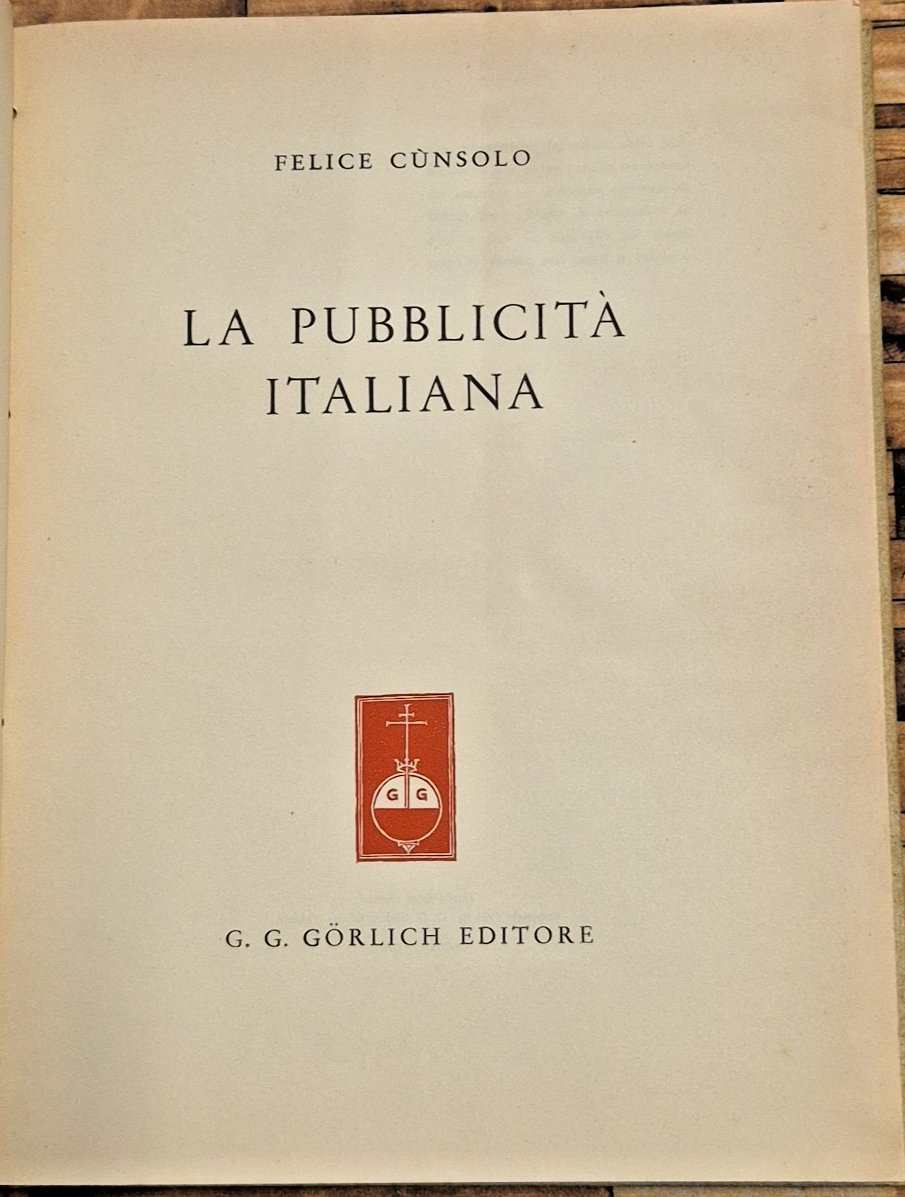 FELICE CÙNSOLO
LA PUBBLICITÀ
ITALIANA
G G
G. G. GÖRLICH EDITORE